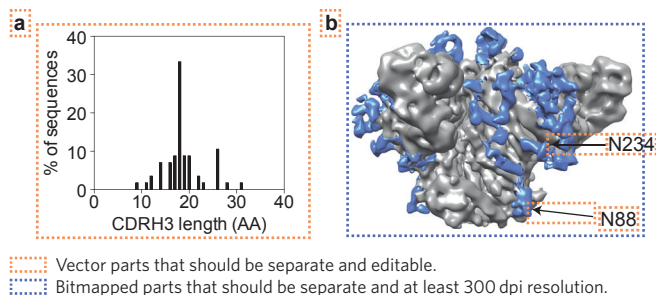 a
40
30
20
10
0
% of sequences
0 10 20 30 40
CDRH3 length (AA)
b
N234
N88
Vector parts that should be separate and editable.
Bitmapped parts that should be separate and at least 300 dpi resolution.